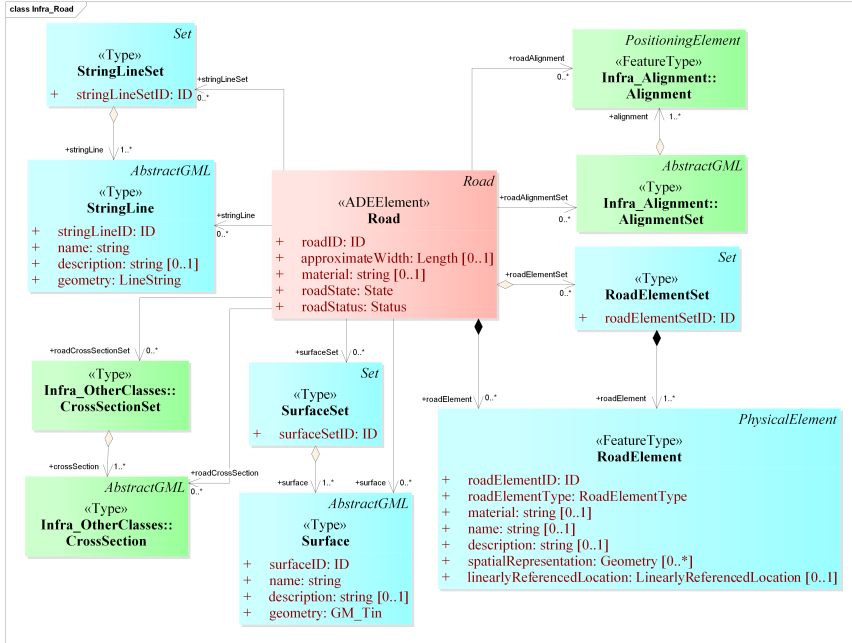 class Infra_Road
Set
«Type»
StringLineSet
+ stringLineSetID: ID
+stringLineSet
0..*
+roadAlignment
0..*
PositioningElement
«FeatureType»
Infra_Alignment::
Alignment
+alignment
1..*
+stringLine
1..*
AbstractGML
«Type»
StringLine
+ stringLineID: ID
+ name: string
+ description: string [0..1]
+ geometry: LineString
+stringLine
0..*
Road
«ADEElement»
Road
+ roadID: ID
+ approximateWidth: Length [0..1]
+ material: string [0..1]
+ roadState: State
+ roadStatus: Status
+roadAlignmentSet
0..*
AbstractGML
«Type»
Infra_Alignment::
AlignmentSet
+roadElementSet
0..*
Set
«Type»
RoadElementSet
+ roadElementSetID: ID
+roadCrossSectionSet
0..*
«Type»
Infra_OtherClasses::
CrossSectionSet
+surfaceSet
0..*
Set
«Type»
SurfaceSet
+ surfaceSetID: ID
+roadElement
0..*
+roadElement
1..*
+crossSection
1..*
+roadCrossSection
0..*
AbstractGML
«Type»
Infra_OtherClasses::
CrossSection
+surface
1..*
+surface
0..*
AbstractGML
«Type»
Surface
+ surfaceID: ID
+ name: string
+ description: string [0..1]
+ geometry: GM_Tin
PhysicalElement
«FeatureType»
RoadElement
+ roadElementID: ID
+ roadElementType: RoadElementType
+ material: string [0..1]
+ name: string [0..1]
+ description: string [0..1]
+ spatialRepresentation: Geometry [0..*]
+ linearlyReferencedLocation: LinearlyReferencedLocation [0..1]